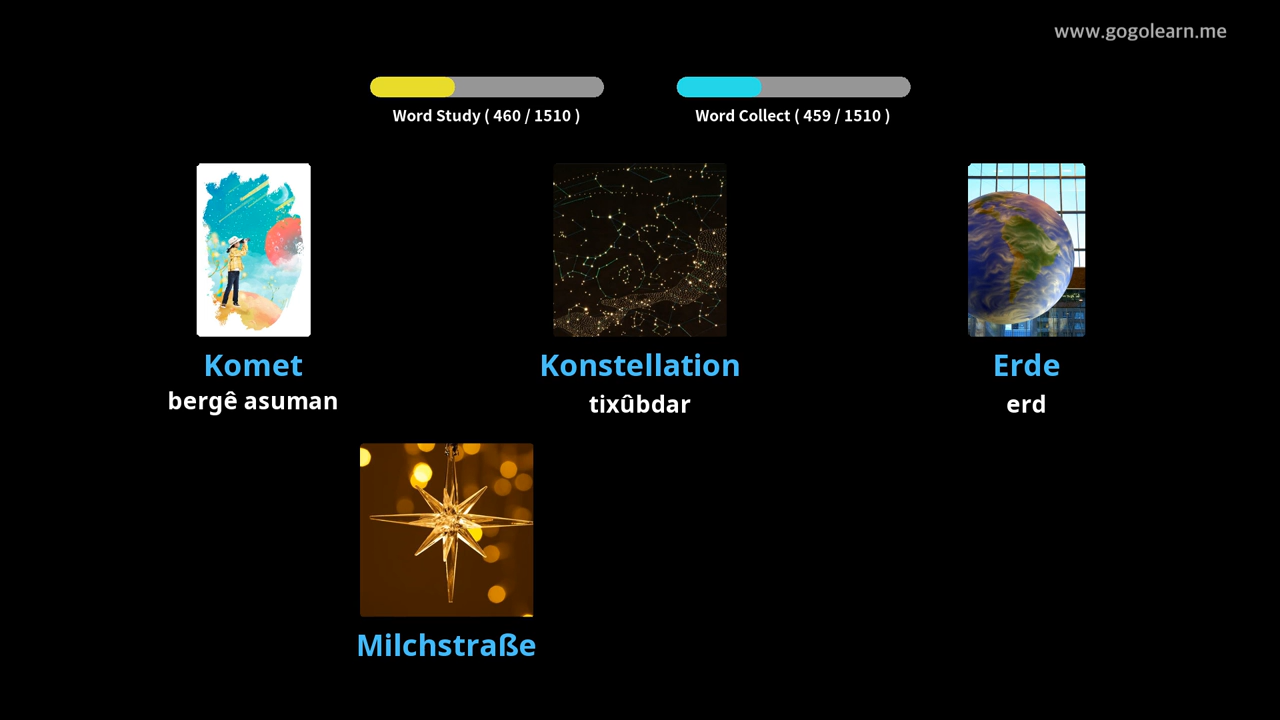 www.gogolearn.me
Word Study ( 460 / 1510 )
Word Collect ( 459 / 1510 )
Komet
bergê asuman
Konstellation
tixûbdar
Erde
erd
Milchstraße